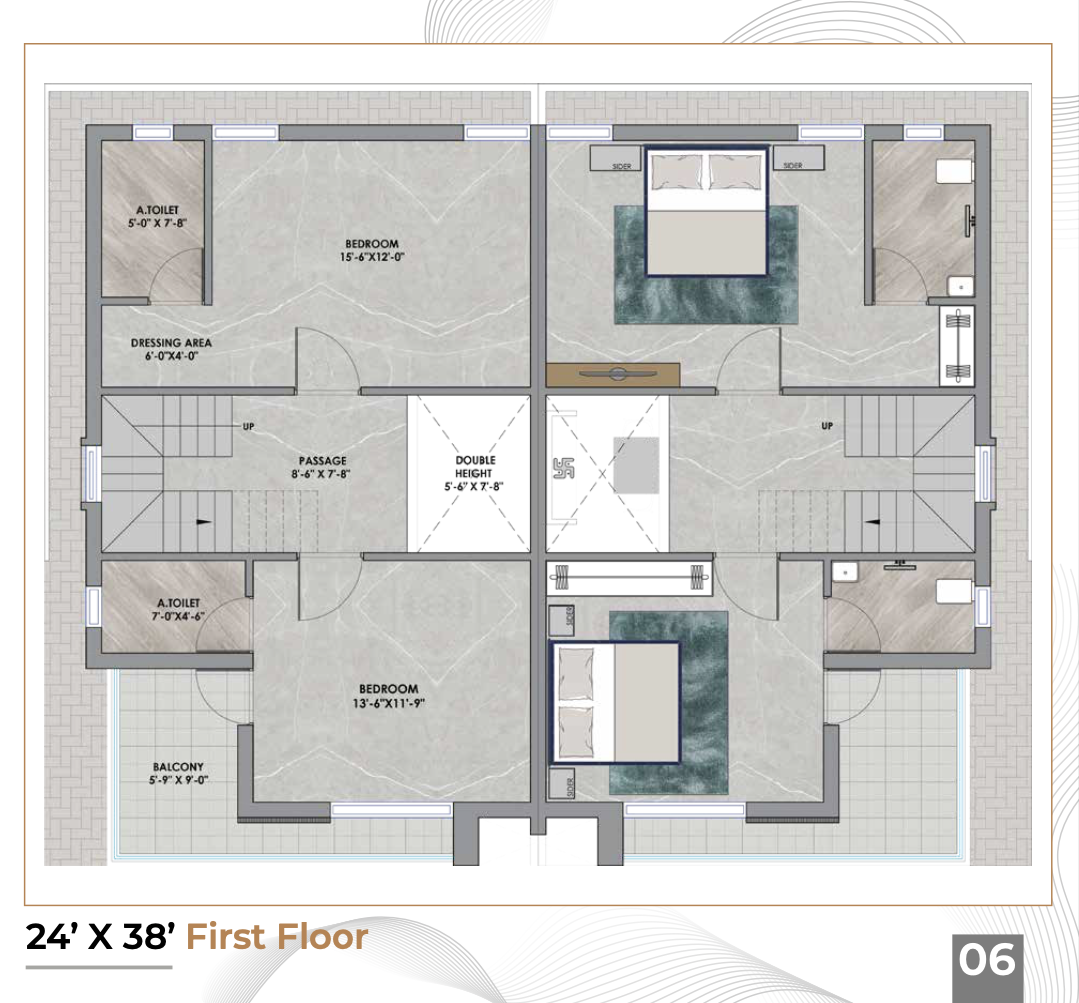 SIDER
SIDER
A.TOILET
5'-0" X 7'-8"
BEDROOM
15'-6"X12'-0"
DRESSING AREA
6'-0"X4'-0"
UP
UP
PASSAGE
8'-6" X 7'-8"
DOUBLE
HEIGHT
5'-6" X 7'-8"
A.TOILET
7'-0"X4'-6"
SIDER
BEDROOM
13'-6"X11'-9"
BALCONY
5'-9" X 9'-0"
SIDER
24' X 38' First Floor
06